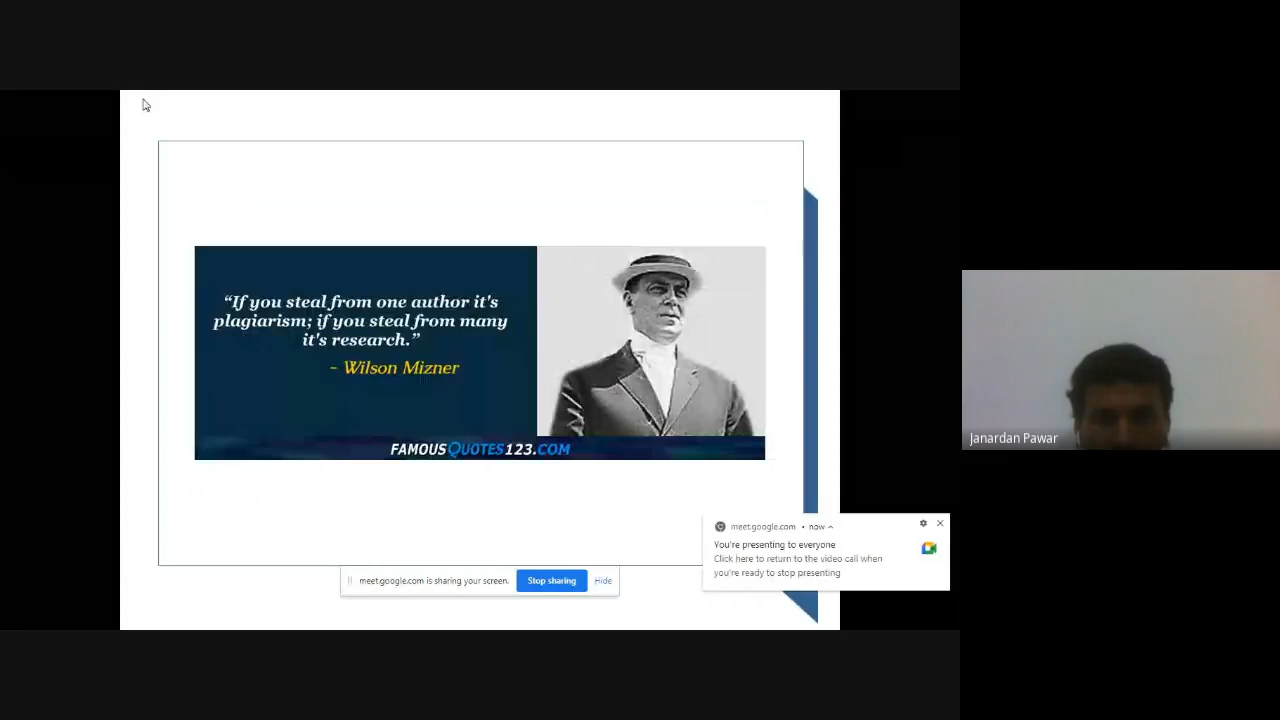 “If you steal from one author it's
plagiarism; if you steal from many
it's research.”
- Wilson Mizner
FAMOUSQUOTES123.COM
Janardan Pawar
meet.google.com • now
You're presenting to everyone
Click here to return to the video call when
you're ready to stop presenting
meet.google.com is sharing your screen. Stop sharing Hide